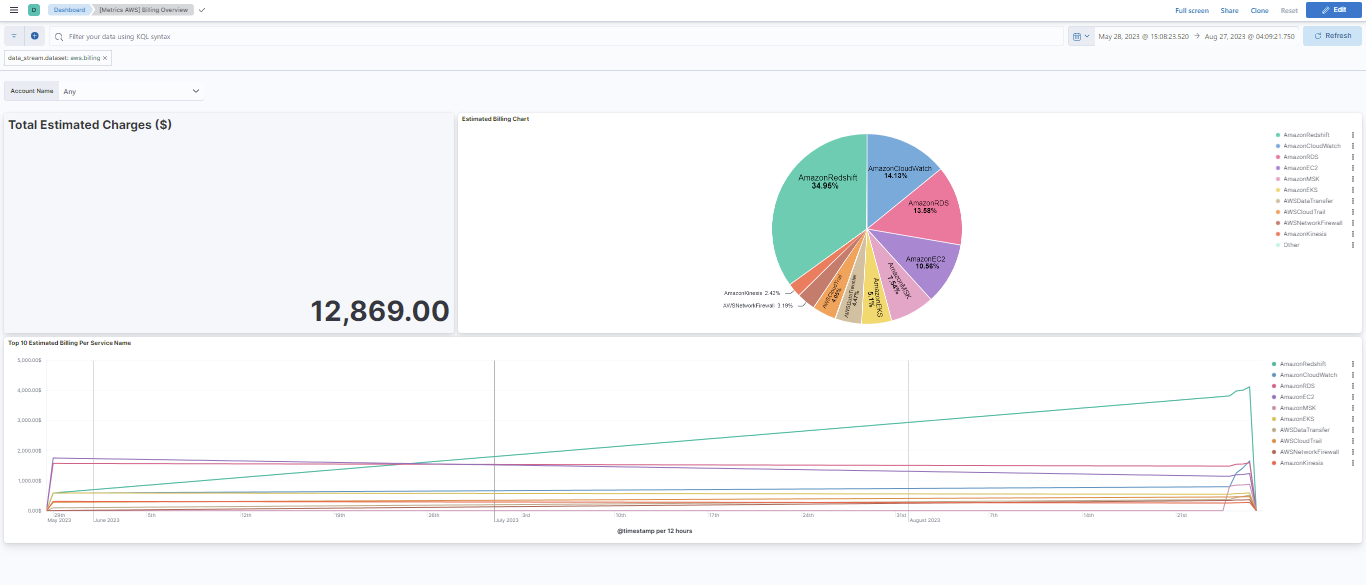 D Dashboard [Metrics AWS] Billing Overview
Full screen Share Clone Reset Edit
Filter your data using KQL syntax
May 28, 2023 @ 15:08:23.520 → Aug 27, 2023 @ 04:09:21.750 Refresh
data_stream.dataset: aws.billing ×
Account Name Any
Total Estimated Charges ($)
12,869.00
Estimated Billing Chart
AmazonRedshift
34.95%
AmazonCloudWatch
14.13%
AmazonRDS
13.58%
AmazonEC2
10.56%
AmazonMSK
7.54%
AmazonEKS
5.1%
AWSDataTransfer
4.47%
AWSCloudTrail
4.05%
AWSNetworkFirewall 3.19%
AmazonKinesis 2.43%
AmazonRedshift
AmazonCloudWatch
AmazonRDS
AmazonEC2
AmazonMSK
AmazonEKS
AWSDataTransfer
AWSCloudTrail
AWSNetworkFirewall
AmazonKinesis
Other
Top 10 Estimated Billing Per Service Name
5,000.00$
4,000.00$
3,000.00$
2,000.00$
1,000.00$
0.00$
29th 5th 19th 26th 3rd 10th 17th 24th 31st 7th 14th 21st
May 2023 June 2023 July 2023 August 2023
@timestamp per 12 hours
AmazonRedshift
AmazonCloudWatch
AmazonRDS
AmazonEC2
AmazonMSK
AmazonEKS
AWSDataTransfer
AWSCloudTrail
AWSNetworkFirewall
AmazonKinesis